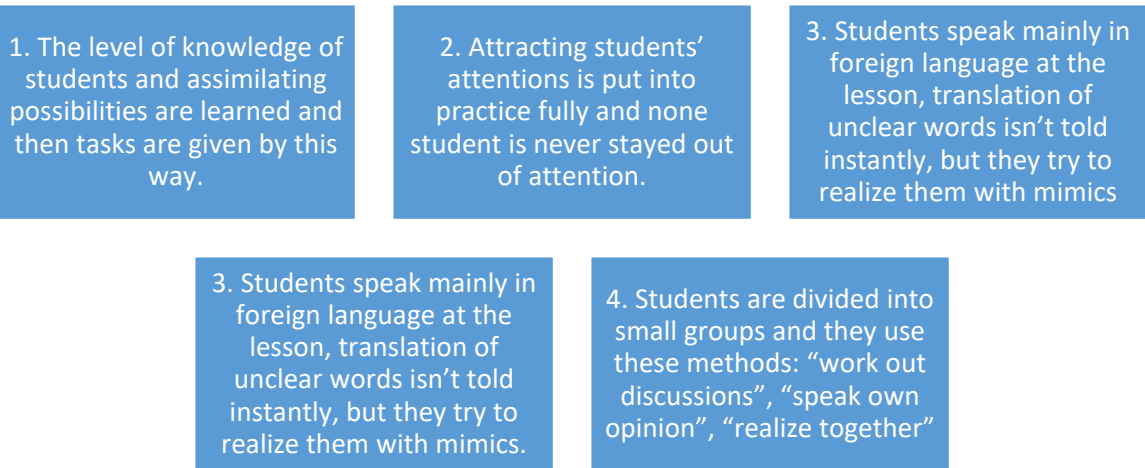 1. The level of knowledge of
students and assimilating
possibilities are learned and
then tasks are given by this
way.
2. Attracting students’
attentions is put into
practice fully and none
student is never stayed out
of attention.
3. Students speak mainly in
foreign language at the
lesson, translation of
unclear words isn’t told
instantly, but they try to
realize them with mimics
3. Students speak mainly in
foreign language at the
lesson, translation of
unclear words isn’t told
instantly, but they try to
realize them with mimics.
4. Students are divided into
small groups and they use
these methods: “work out
discussions”, “speak own
opinion”, “realize together”